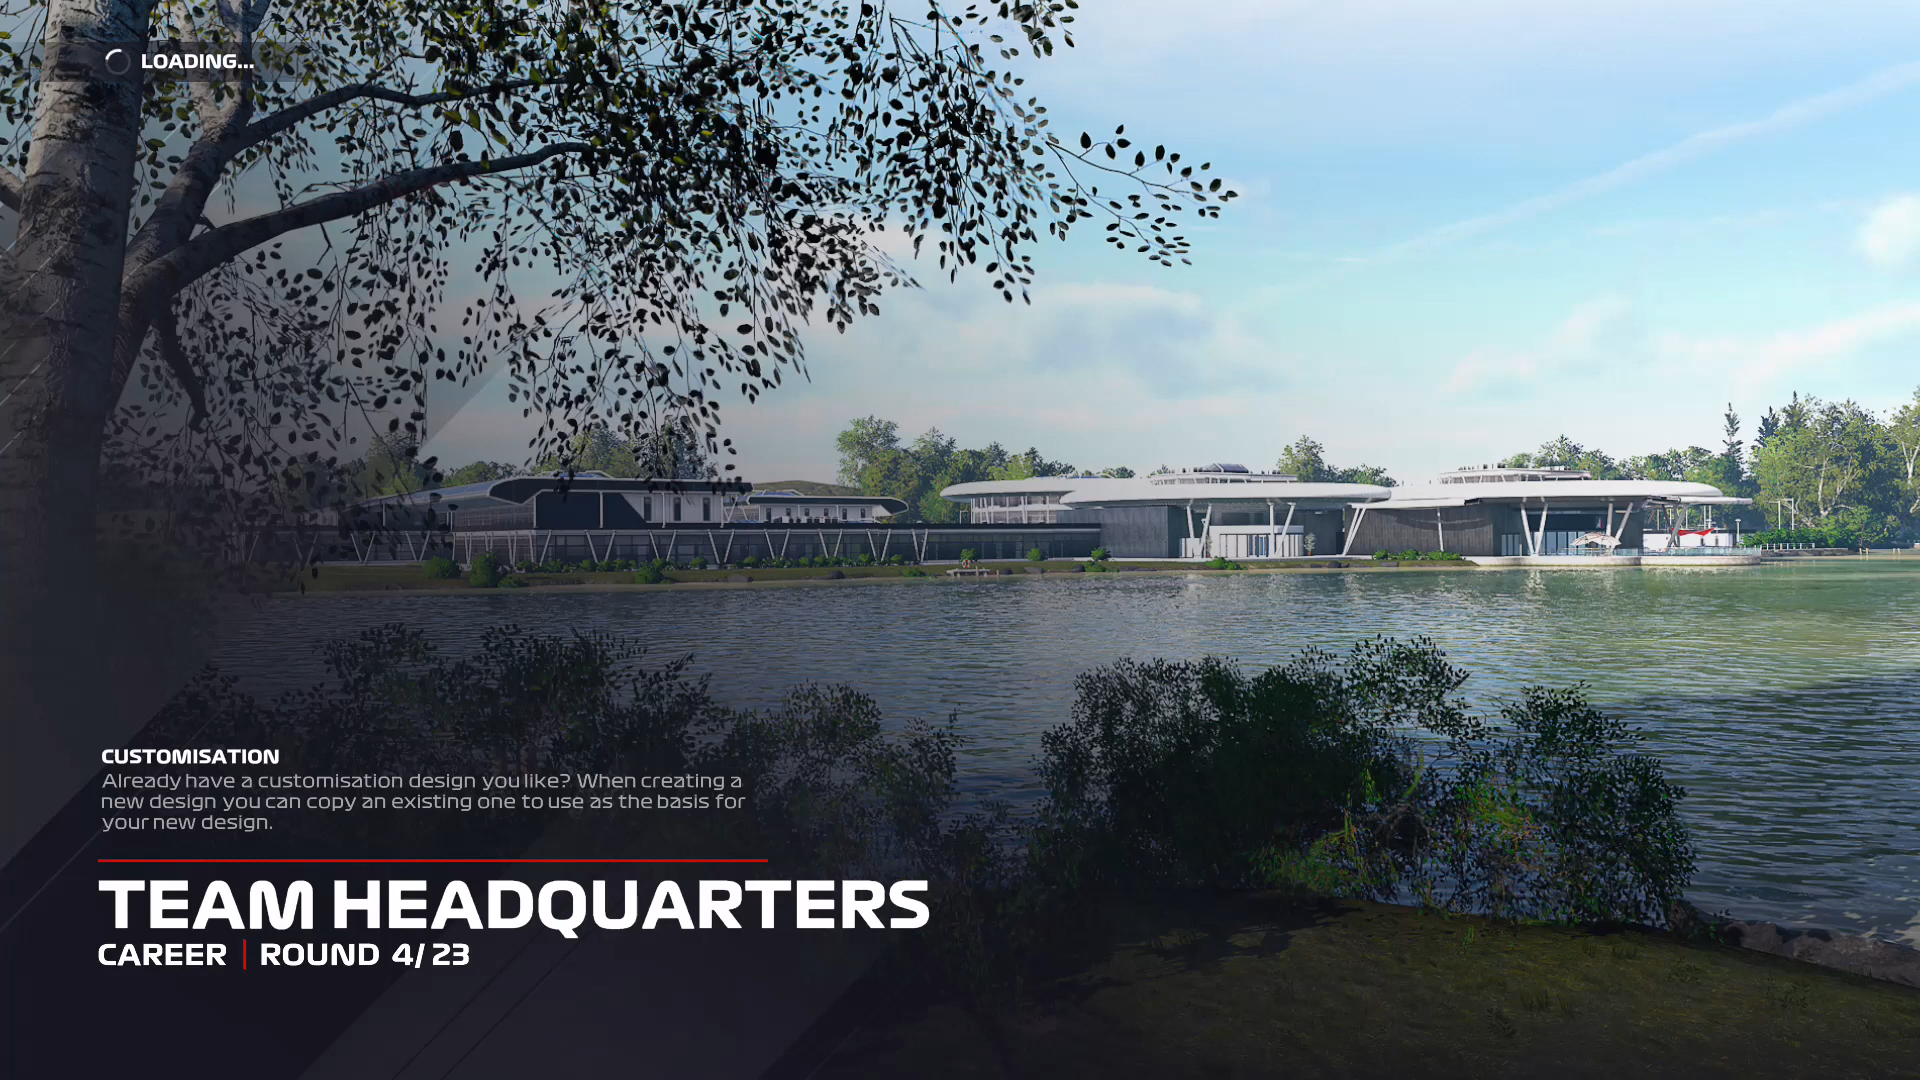 LOADING...
CUSTOMISATION
Already have a customisation design you like? When creating a
new design you can copy an existing one to use as the basis for
your new design.
TEAM HEADQUARTERS
CAREER | ROUND 4/23